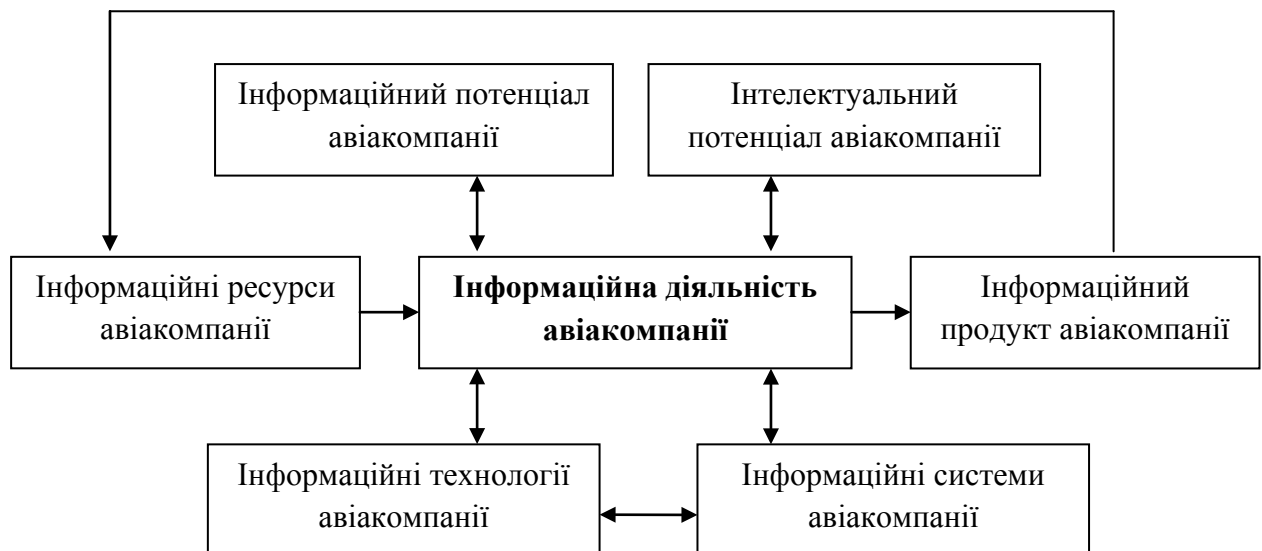 Інформаційний потенціал
авіакомпанії
Інтелектуальний
потенціал авіакомпанії
Інформаційні ресурси
авіакомпанії
Інформаційна діяльність
авіакомпанії
Інформаційний
продукт авіакомпанії
Інформаційні технології
авіакомпанії
Інформаційні системи
авіакомпанії